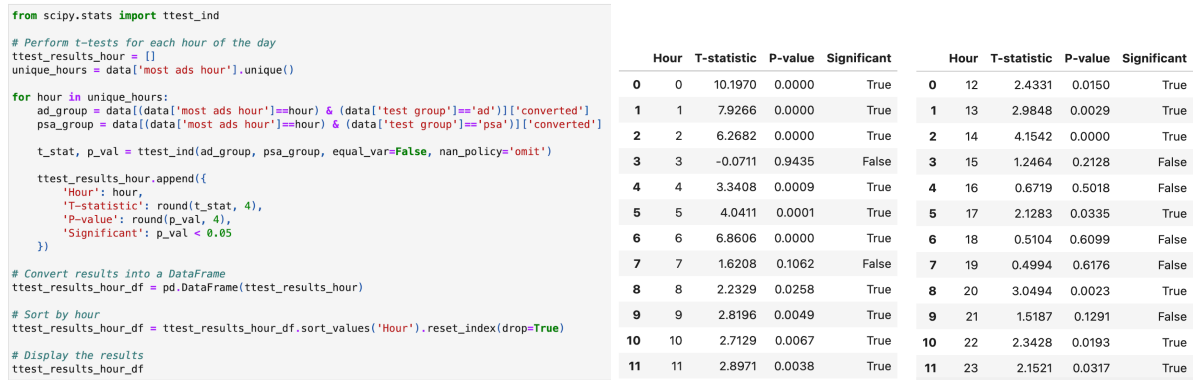 from scipy.stats import ttest_ind
# Perform t-tests for each hour of the day
ttest_results_hour = []
unique_hours = data['most ads hour'].unique()
for hour in unique_hours:
    ad_group = data[(data['most ads hour']==hour) & (data['test group']=='ad')]['converted']
    psa_group = data[(data['most ads hour']==hour) & (data['test group']=='psa')]['converted']
    t_stat, p_val = ttest_ind(ad_group, psa_group, equal_var=False, nan_policy='omit')
    ttest_results_hour.append({
        'Hour': hour,
        'T-statistic': round(t_stat, 4),
        'P-value': round(p_val, 4),
        'Significant': p_val < 0.05
    })
# Convert results into a DataFrame
ttest_results_hour_df = pd.DataFrame(ttest_results_hour)
# Sort by hour
ttest_results_hour_df = ttest_results_hour_df.sort_values('Hour').reset_index(drop=True)
# Display the results
ttest_results_hour_df
Hour T-statistic P-value Significant
0 0 10.1970 0.0000 True
1 1 7.9266 0.0000 True
2 2 6.2682 0.0000 True
3 3 -0.0711 0.9435 False
4 4 3.3408 0.0009 True
5 5 4.0411 0.0001 True
6 6 6.8606 0.0000 True
7 7 1.6208 0.1062 False
8 8 2.2329 0.0258 True
9 9 2.8196 0.0049 True
10 10 2.7129 0.0067 True
11 11 2.8971 0.0038 True
Hour T-statistic P-value Significant
0 12 2.4331 0.0150 True
1 13 2.9848 0.0029 True
2 14 4.1542 0.0000 True
3 15 1.2464 0.2128 False
4 16 0.6719 0.5018 False
5 17 2.1283 0.0335 True
6 18 0.5104 0.6099 False
7 19 0.4994 0.6176 False
8 20 3.0494 0.0023 True
9 21 1.5187 0.1291 False
10 22 2.3428 0.0193 True
11 23 2.1521 0.0317 True